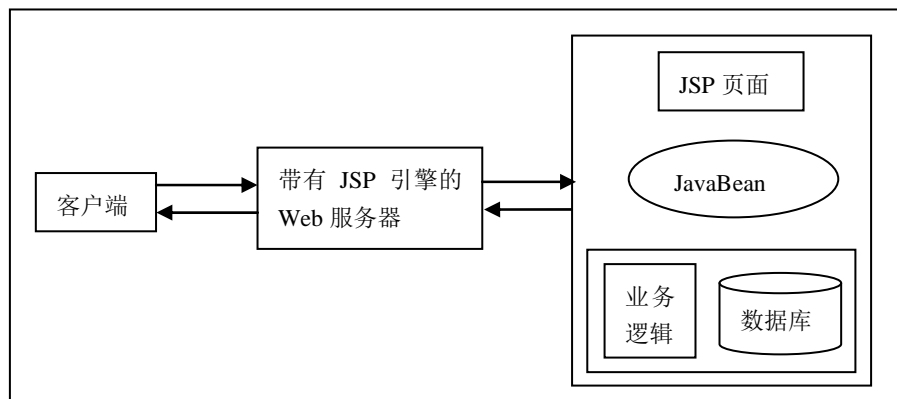 JSP 页面
JavaBean
客户端
带有 JSP 引擎的
Web 服务器
业务
逻辑
数据库